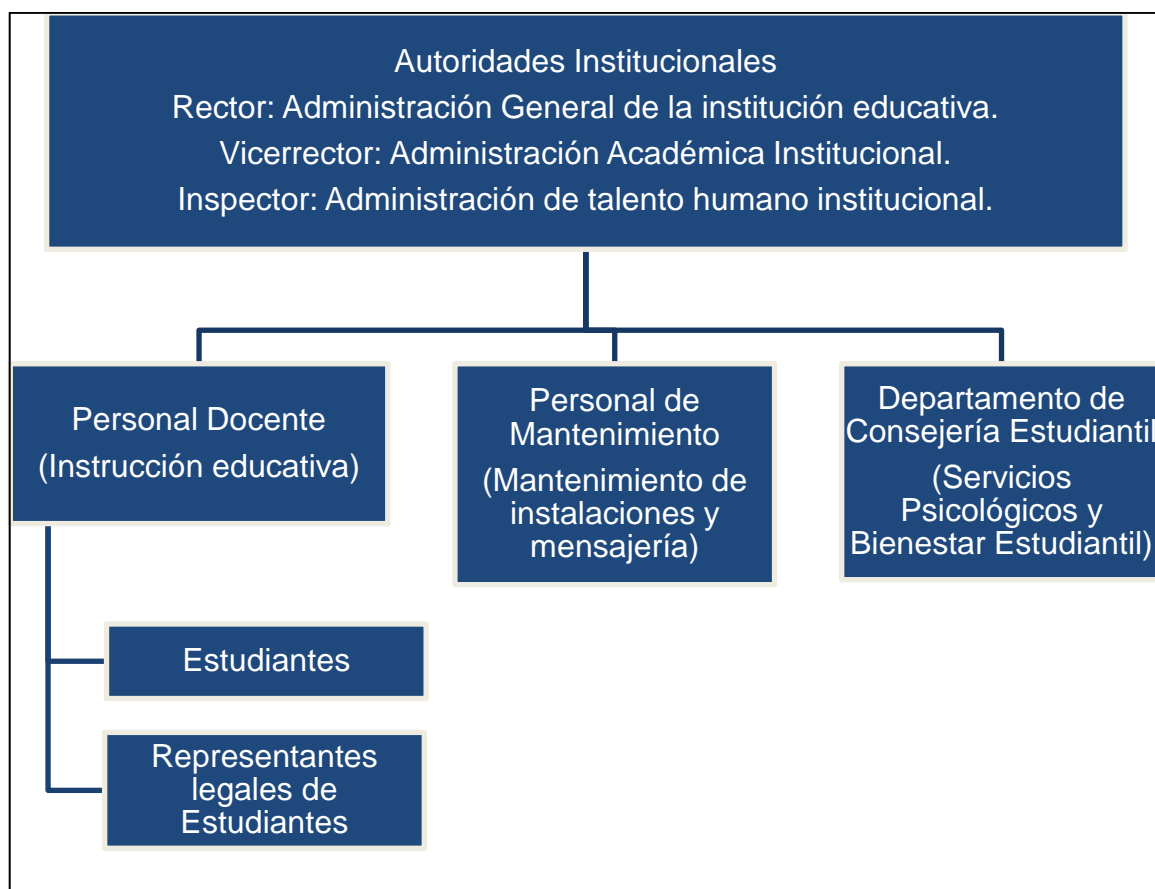 Autoridades Institucionales
Rector: Administración General de la institución educativa.
Vicerrector: Administración Académica Institucional.
Inspector: Administración de talento humano institucional.
Personal Docente
(Instrucción educativa)
Personal de
Mantenimiento
(Mantenimiento de
instalaciones y
mensajería)
Departamento de
Consejería Estudiantil
(Servicios
Psicológicos y
Bienestar Estudiantil)
Estudiantes
Representantes
legales de
Estudiantes